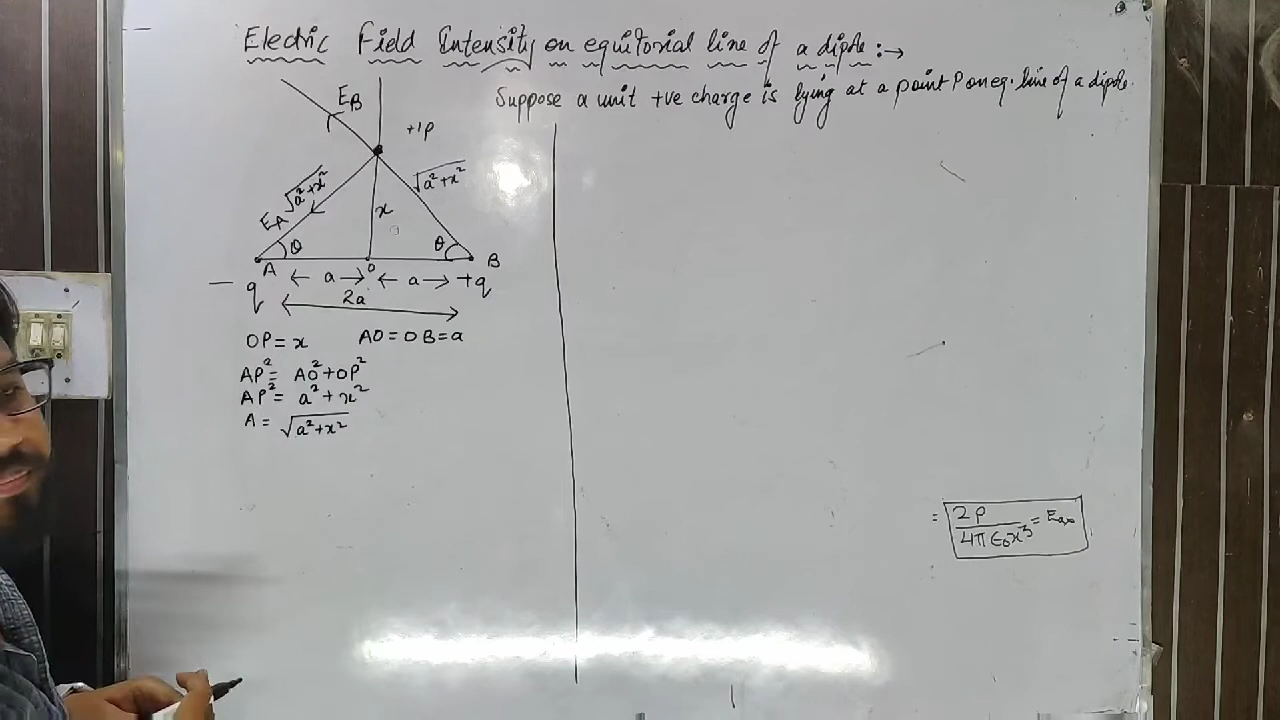 Electric Field Intensity on equitorial line of a dipole :→
Suppose a unit +ve charge is lying at a point P on eq. line of a dipole.
E_B
+1P
√a²+x²
√a²+x²
E_A
x
θ
θ
A
O
B
← a → ← a →
- q
+q
2a
OP = x AO = OB = a
AP² = AO² + OP²
AP² = a² + x²
A = √a²+x²
= 2P / 4π ε₀ x³ = E_ax